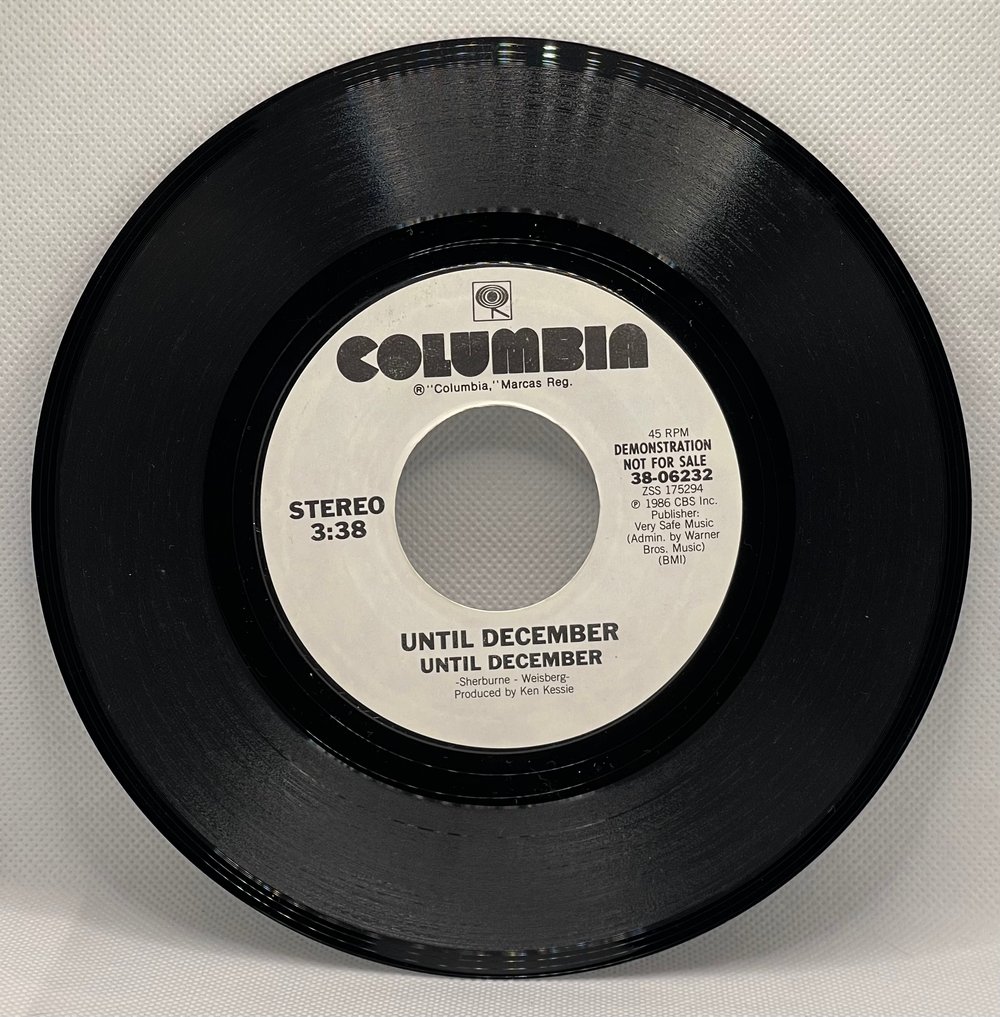 COLUMBIA
® "Columbia," Marcas Reg.
45 RPM
DEMONSTRATION
NOT FOR SALE
38-06232
ZSS 175294
℗ 1986 CBS Inc.
Publisher:
Very Safe Music
(Admin. by Warner
Bros. Music)
(BMI)
STEREO
3:38
UNTIL DECEMBER
UNTIL DECEMBER
-Sherburne - Weisberg-
Produced by Ken Kessie